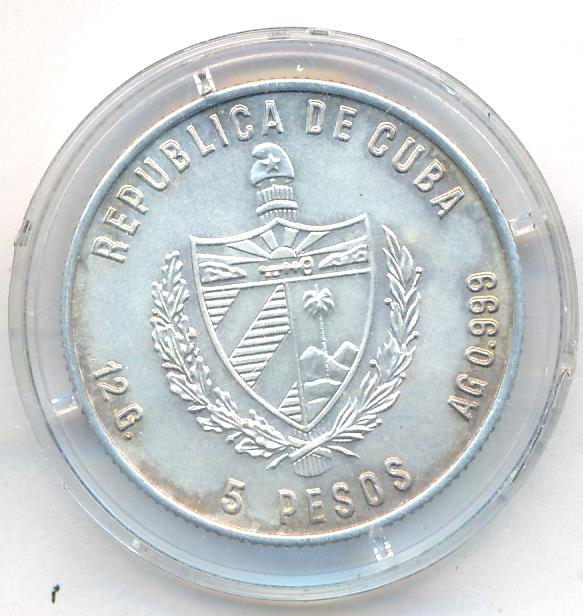 REPUBLICA DE CUBA
12 G.
AG 0.999
5 PESOS